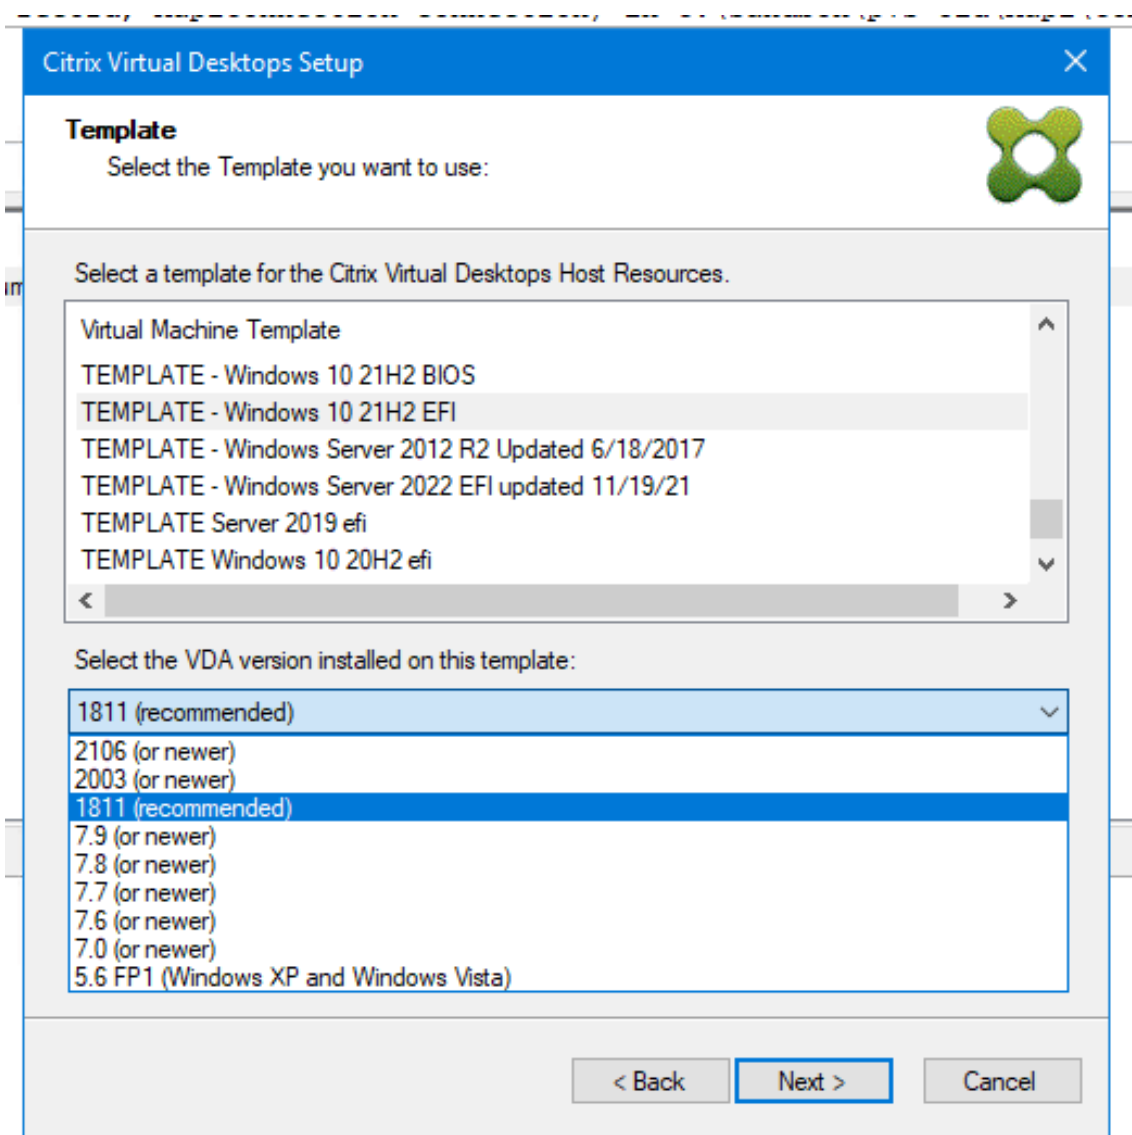 Citrix Virtual Desktops Setup
Template
Select the Template you want to use:
Select a template for the Citrix Virtual Desktops Host Resources.
Virtual Machine Template
TEMPLATE - Windows 10 21H2 BIOS
TEMPLATE - Windows 10 21H2 EFI
TEMPLATE - Windows Server 2012 R2 Updated 6/18/2017
TEMPLATE - Windows Server 2022 EFI updated 11/19/21
TEMPLATE Server 2019 efi
TEMPLATE Windows 10 20H2 efi
Select the VDA version installed on this template:
1811 (recommended)
2106 (or newer)
2003 (or newer)
1811 (recommended)
7.9 (or newer)
7.8 (or newer)
7.7 (or newer)
7.6 (or newer)
7.0 (or newer)
5.6 FP1 (Windows XP and Windows Vista)
< Back Next > Cancel